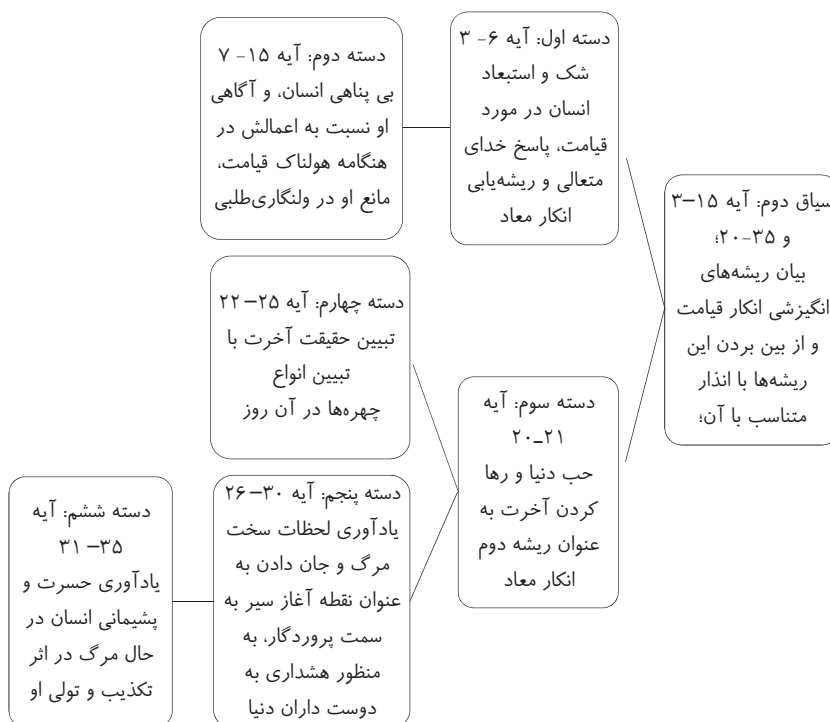 سیاق دوم: آیه ۱۵–۳
و ۳۵-۲۰؛
بیان ریشه‌های
انگیزشی انکار قیامت
و از بین بردن این
ریشه‌ها با انذار
متناسب با آن؛
دسته اول: آیه ۶- ۳
شک و استبعاد
انسان در مورد
قیامت، پاسخ خدای
متعالی و ریشه‌یابی
انکار معاد
دسته دوم: آیه ۱۵- ۷
بی پناهی انسان، و آگاهی
او نسبت به اعمالش در
هنگامه هولناک قیامت،
مانع او در ولنگاری‌طلبی
دسته سوم: آیه
۲۱-۲۰
حب دنیا و رها
کردن آخرت به
عنوان ریشه دوم
انکار معاد
دسته چهارم: آیه ۲۵–۲۲
تبیین حقیقت آخرت با
تبیین انواع
چهره‌ها در آن روز
دسته پنجم: آیه ۳۰–۲۶
یادآوری لحظات سخت
مرگ و جان دادن به
عنوان نقطه آغاز سیر به
سمت پروردگار، به
منظور هشداری به
دوست داران دنیا
دسته ششم: آیه
۳۵– ۳۱
یادآوری حسرت و
پشیمانی انسان در
حال مرگ در اثر
تکذیب و تولی او